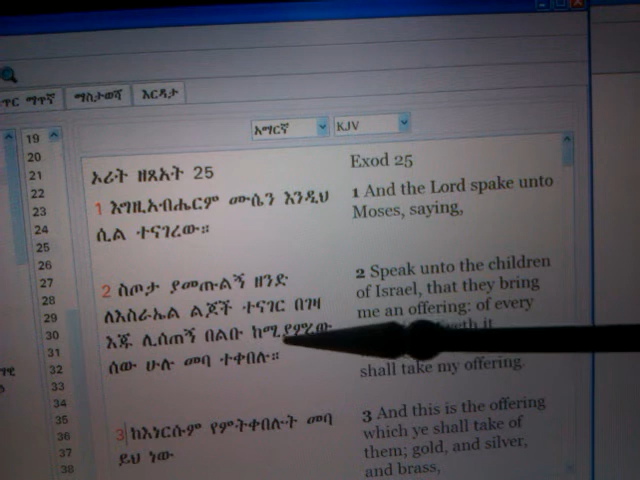 ማጥኛ ማስታወሻ እርዳታ
አማርኛ KJV
19
20
21
22
23
24
25
26
27
28
29
30
31
32
33
34
35
36
37
38
ኦሪት ዘጸአት 25
1 እግዚአብሔርም ሙሴን እንዲህ
ሲል ተናገረው።
2 ስጦታ ያመጡልኝ ዘንድ
ለእስራኤል ልጆች ተናገር በገዛ
እጁ ሊሰጠኝ በልቡ
ሰው ሁሉ መባ ተቀበሉ።
3 ከእነርሱም የምትቀበሉት መባ
ይህ ነው
Exod 25
1 And the Lord spake unto
Moses, saying,
2 Speak unto the children
of Israel, that they bring
me an offering: of every
it
shall take my offering.
3 And this is the offering
which ye shall take of
them; gold, and silver,
and brass,